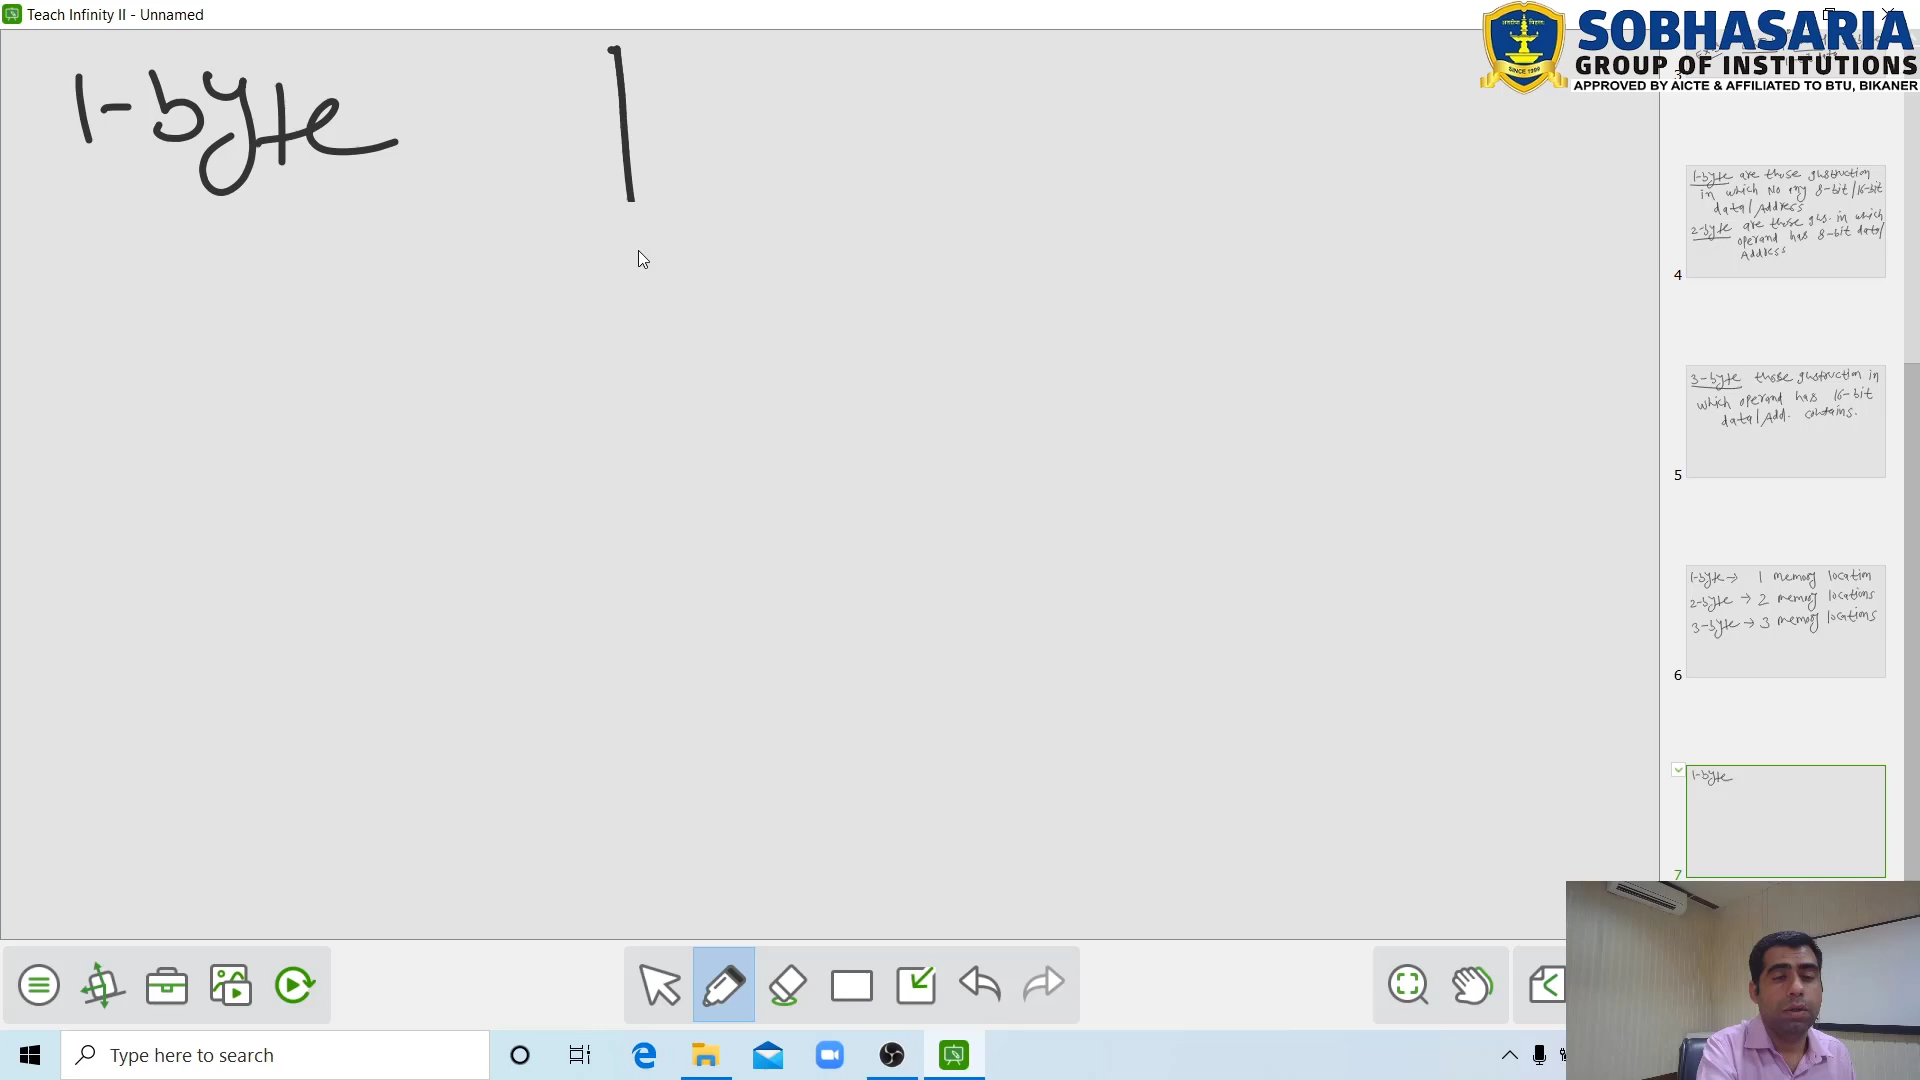 Teach Infinity II - Unnamed
SOBHASARIA
GROUP OF INSTITUTIONS
APPROVED BY AICTE & AFFILIATED TO BTU, BIKANER
SINCE 1999
1-byte
3
1-byte are those Instruction
in which No any 8-bit/16-bit
data/Address
2-byte are those Ins. in which
operand has 8-bit data/
Address
4
3-byte those Instruction in
which operand has 16-bit
data/Add. contains.
5
1-byte → 1 memory location
2-byte → 2 memory locations
3-byte → 3 memory locations
6
1-byte
7
Type here to search